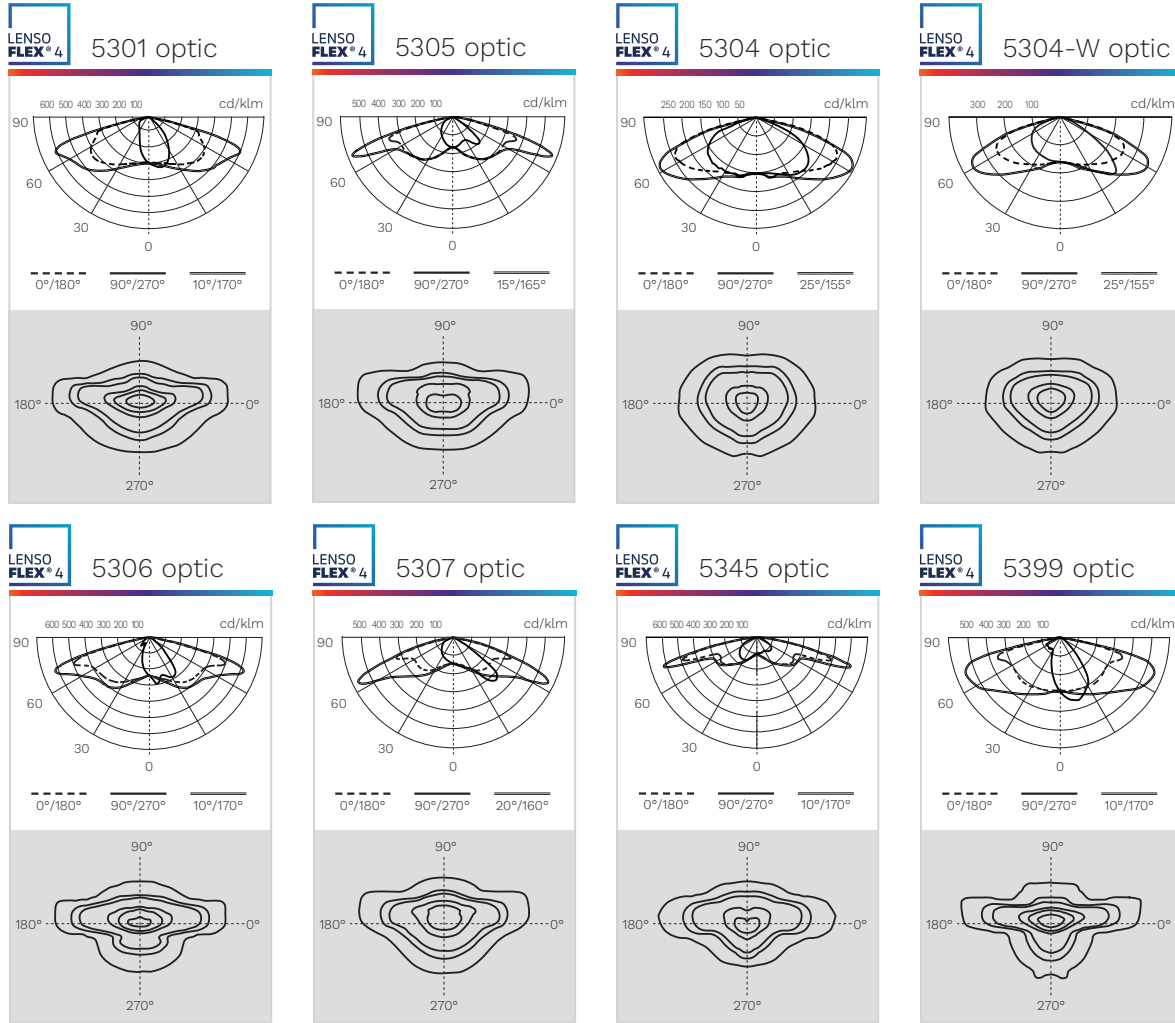 LENSO
FLEX® 4
5301 optic
600 500 400 300 200 100
cd/klm
90
60
30
0
0°/180°
90°/270°
10°/170°
90°
180°
0°
270°
LENSO
FLEX® 4
5305 optic
500 400 300 200 100
cd/klm
90
60
30
0
0°/180°
90°/270°
15°/165°
90°
180°
0°
270°
LENSO
FLEX® 4
5304 optic
250 200 150 100 50
cd/klm
90
60
30
0
0°/180°
90°/270°
25°/155°
90°
180°
0°
270°
LENSO
FLEX® 4
5304-W optic
300 200 100
cd/klm
90
60
30
0
0°/180°
90°/270°
25°/155°
90°
180°
0°
270°
LENSO
FLEX® 4
5306 optic
600 500 400 300 200 100
cd/klm
90
60
30
0
0°/180°
90°/270°
10°/170°
90°
180°
0°
270°
LENSO
FLEX® 4
5307 optic
500 400 300 200 100
cd/klm
90
60
30
0
0°/180°
90°/270°
20°/160°
90°
180°
0°
270°
LENSO
FLEX® 4
5345 optic
700 600 500 400 300 200 100
cd/klm
90
60
30
0
0°/180°
90°/270°
10°/170°
90°
180°
0°
270°
LENSO
FLEX® 4
5399 optic
500 400 300 200 100
cd/klm
90
60
30
0
0°/180°
90°/270°
10°/170°
90°
180°
0°
270°